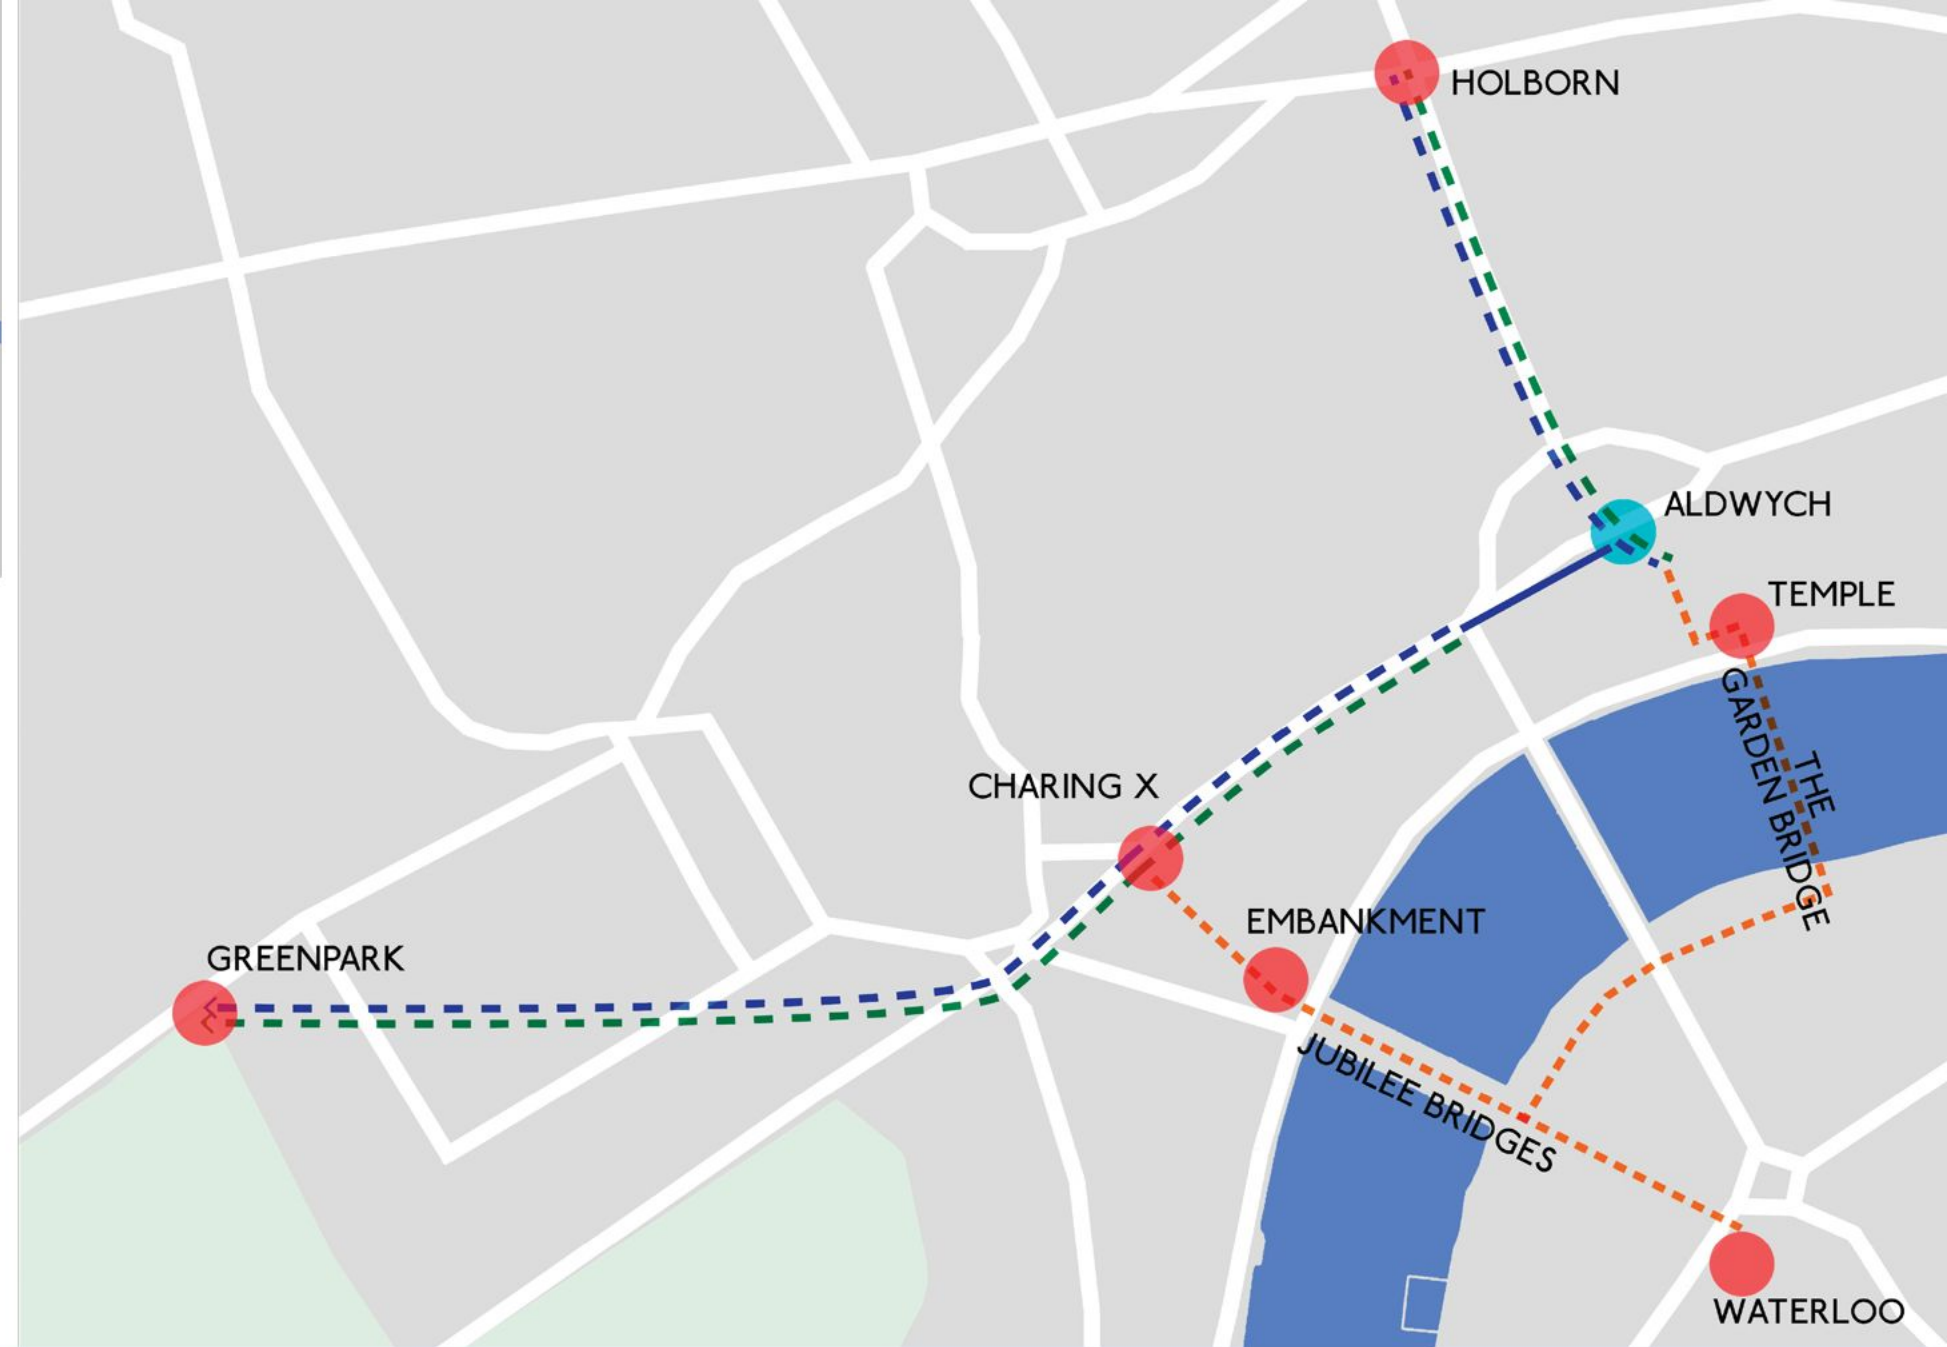 HOLBORN
ALDWYCH
TEMPLE
THE
GARDEN BRIDGE
CHARING X
EMBANKMENT
GREENPARK
JUBILEE BRIDGES
WATERLOO